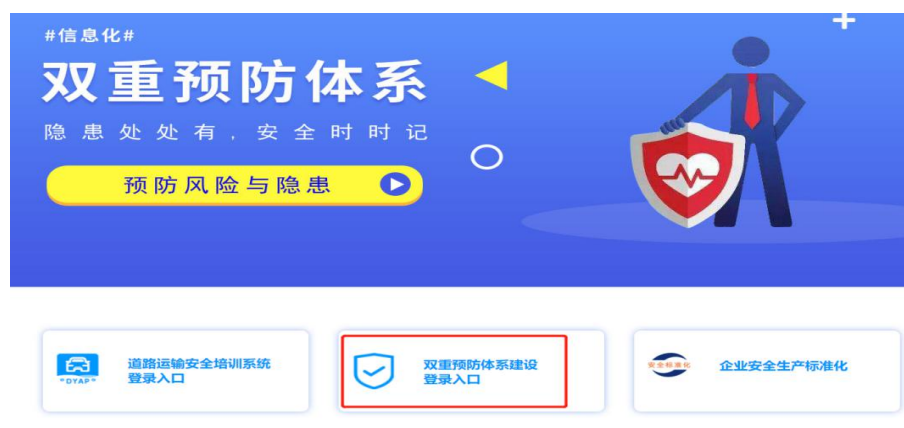 #信息化#
双重预防体系
隐患处处有,安全时时记
预防风险与隐患
道路运输安全培训系统
登录入口
"DYAP"
双重预防体系建设
登录入口
安全标准化
企业安全生产标准化